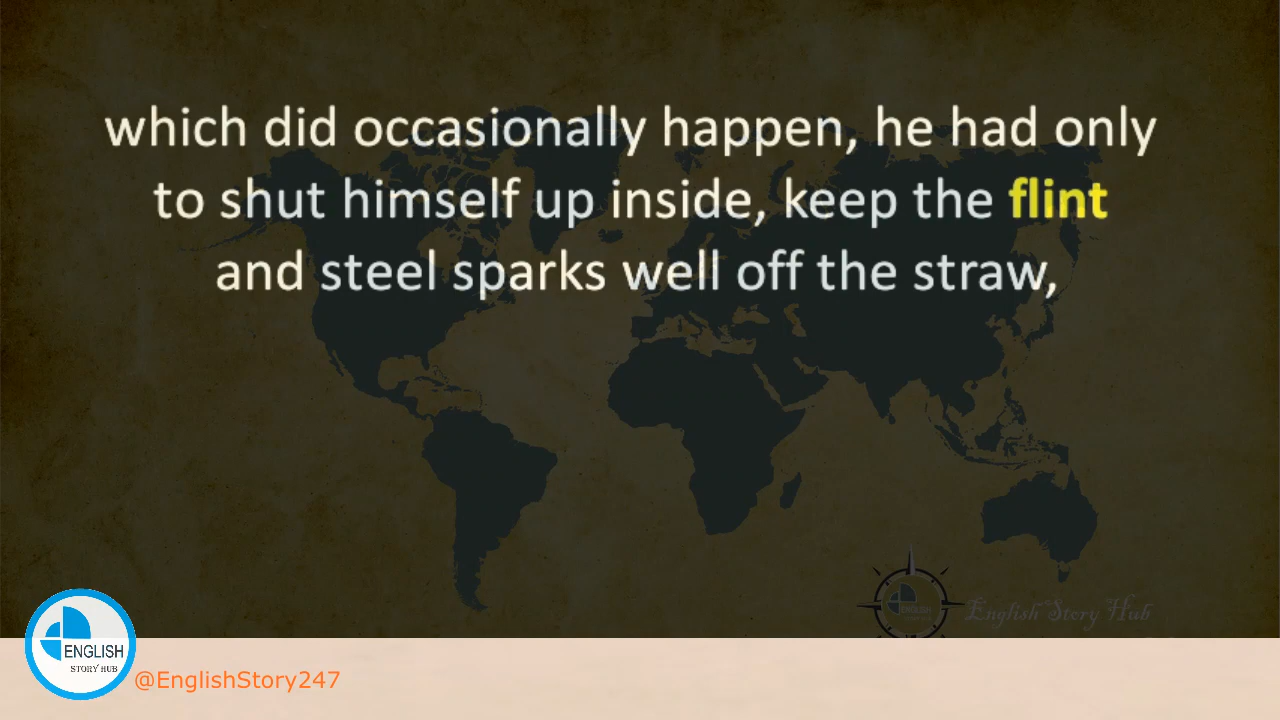 which did occasionally happen, he had only
to shut himself up inside, keep the flint
and steel sparks well off the straw,
ENGLISH
English Story Hub
ENGLISH
STORY HUB
@EnglishStory247